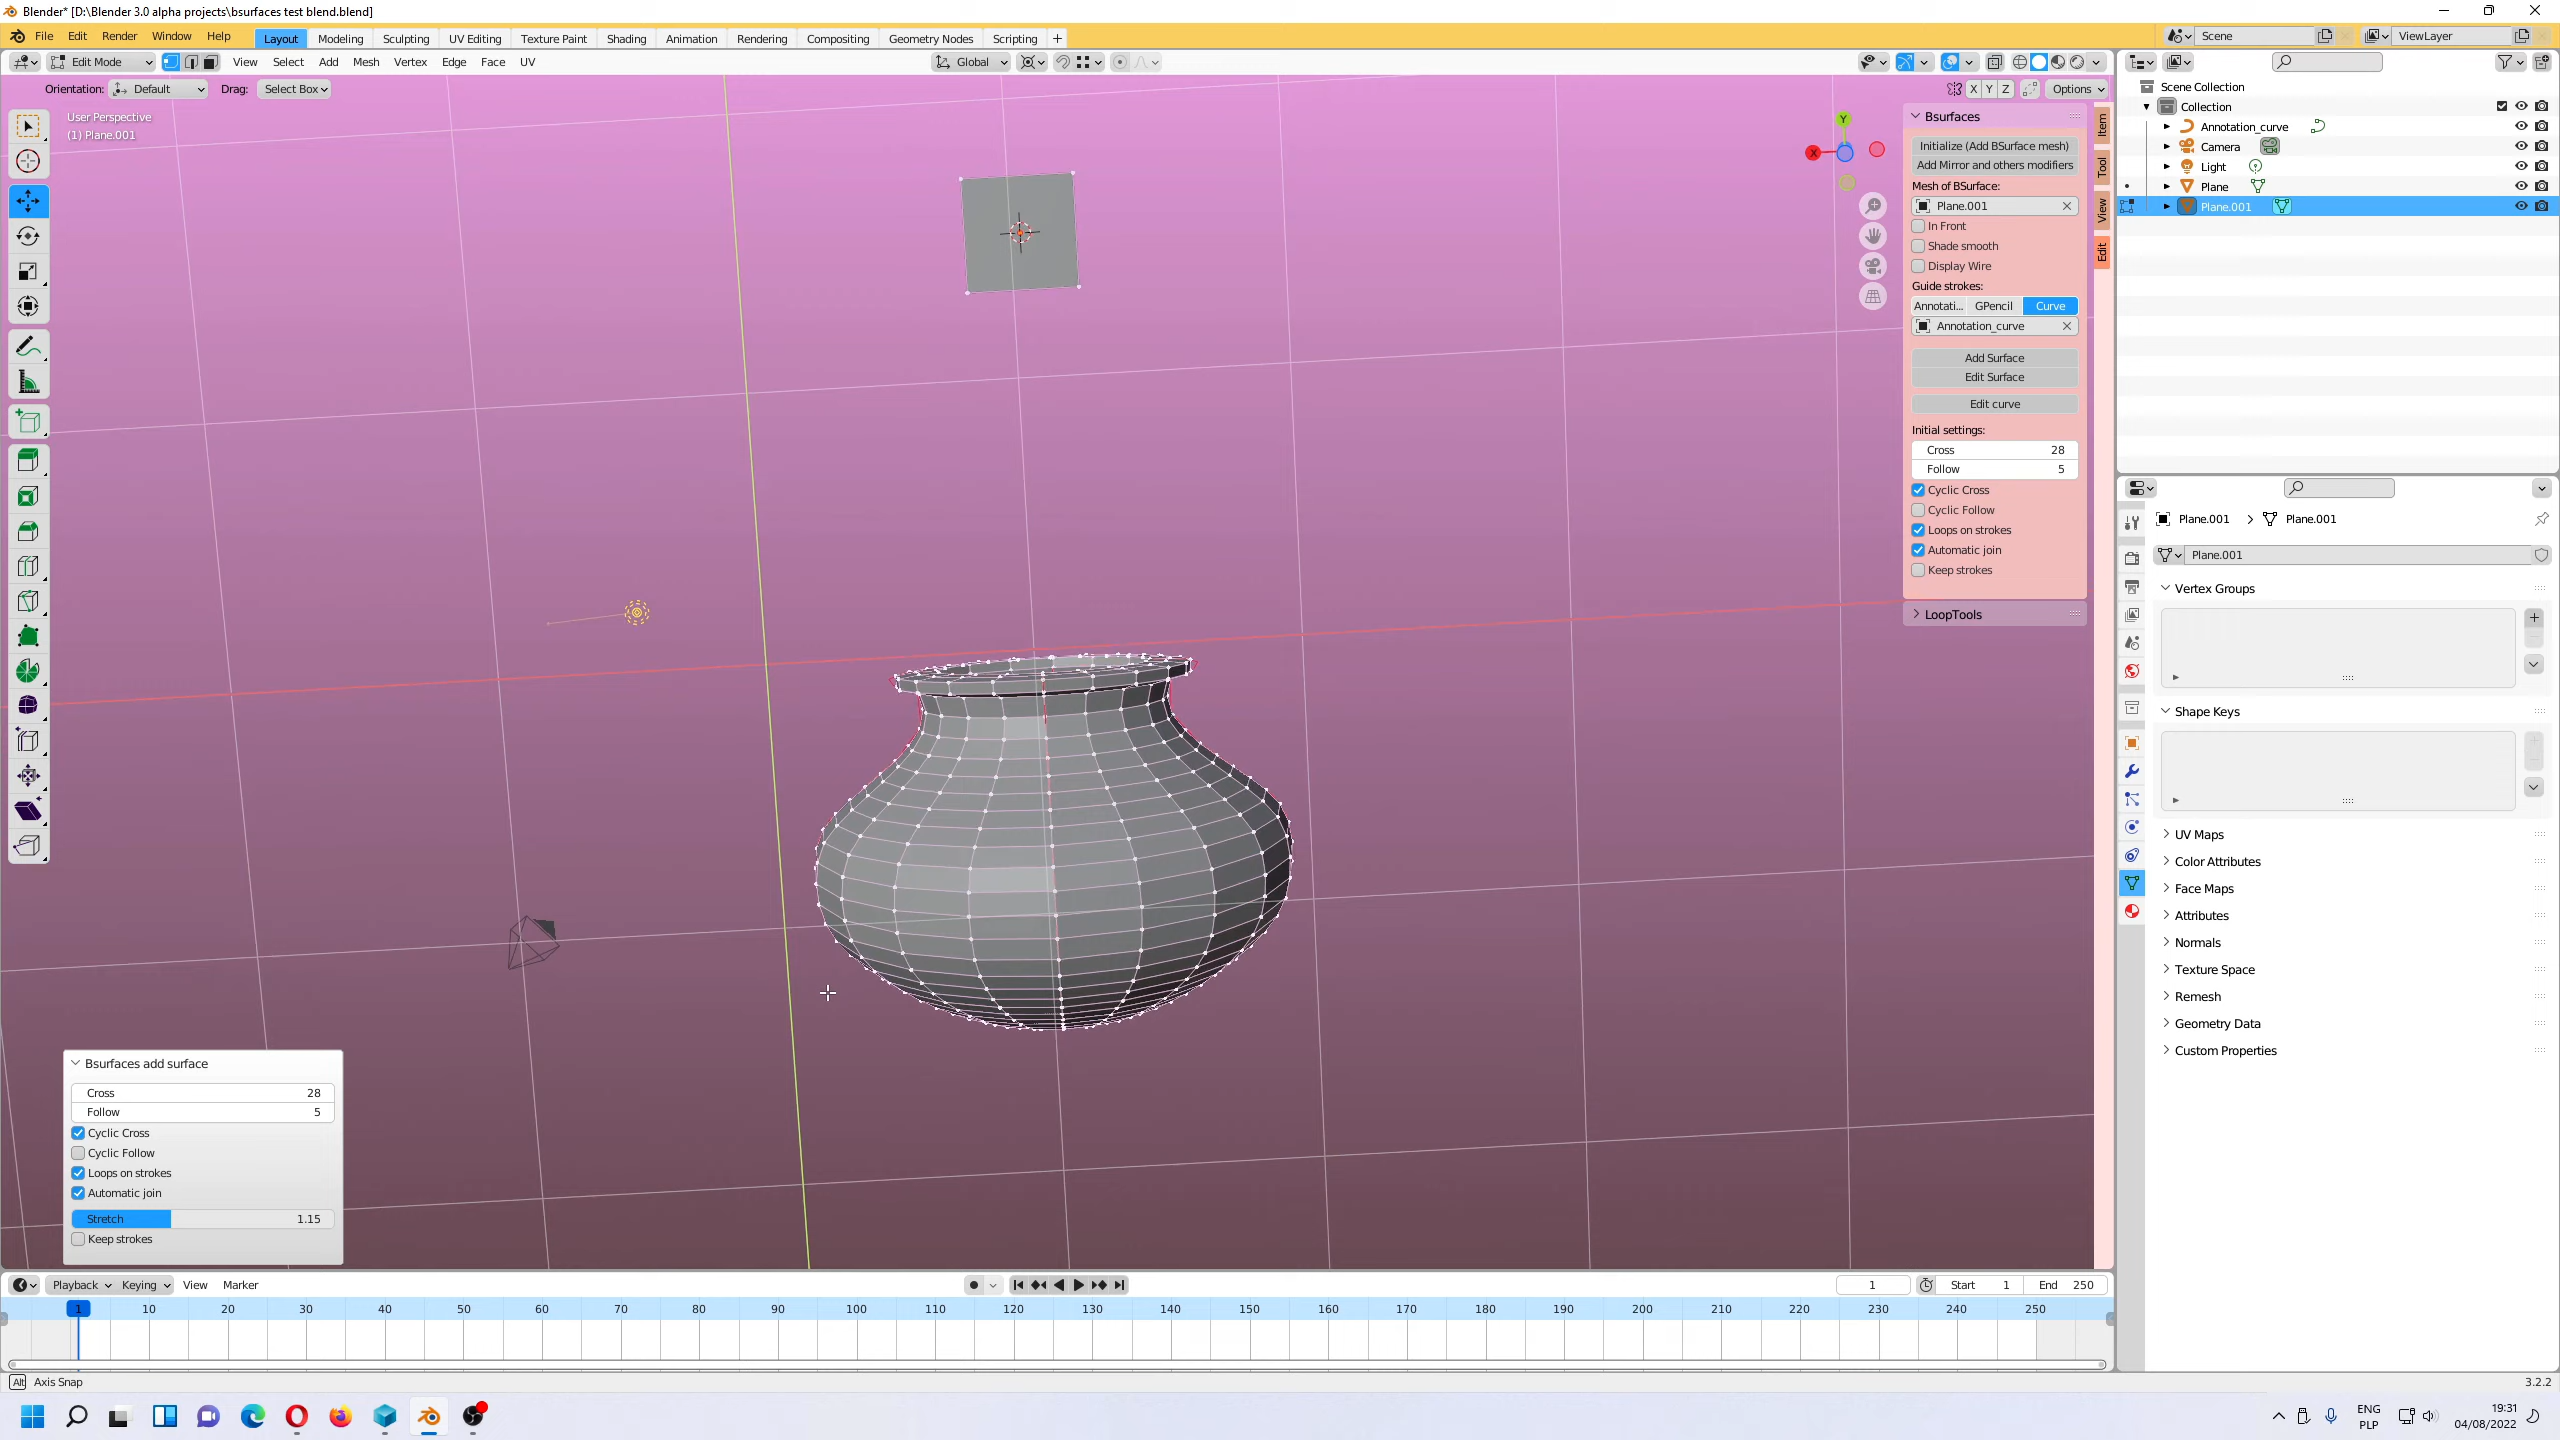 Blender* [D:\Blender 3.0 alpha projects\bsurfaces test blend.blend]
File Edit Render Window Help Layout Modeling Sculpting UV Editing Texture Paint Shading Animation Rendering Compositing Geometry Nodes Scripting + Scene ViewLayer
Edit Mode View Select Add Mesh Vertex Edge Face UV Global
Orientation: Default Drag: Select Box X Y Z Options
User Perspective
(1) Plane.001
Y
X
Bsurfaces
Initialize (Add BSurface mesh)
Add Mirror and others modifiers
Mesh of BSurface:
Plane.001
In Front
Shade smooth
Display Wire
Guide strokes:
Annotati... GPencil Curve
Annotation_curve
Add Surface
Edit Surface
Edit curve
Initial settings:
Cross 28
Follow 5
Cyclic Cross
Cyclic Follow
Loops on strokes
Automatic join
Keep strokes
LoopTools
Item
Tool
View
Edit
Scene Collection
Collection
Annotation_curve
Camera
Light
Plane
Plane.001
Plane.001 Plane.001
Plane.001
Vertex Groups
Shape Keys
UV Maps
Color Attributes
Face Maps
Attributes
Normals
Texture Space
Remesh
Geometry Data
Custom Properties
Bsurfaces add surface
Cross 28
Follow 5
Cyclic Cross
Cyclic Follow
Loops on strokes
Automatic join
Stretch 1.15
Keep strokes
Playback Keying View Marker 1 Start 1 End 250
1 10 20 30 40 50 60 70 80 90 100 110 120 130 140 150 160 170 180 190 200 210 220 230 240 250
Alt Axis Snap 3.2.2
ENG
PLP
19:31
04/08/2022